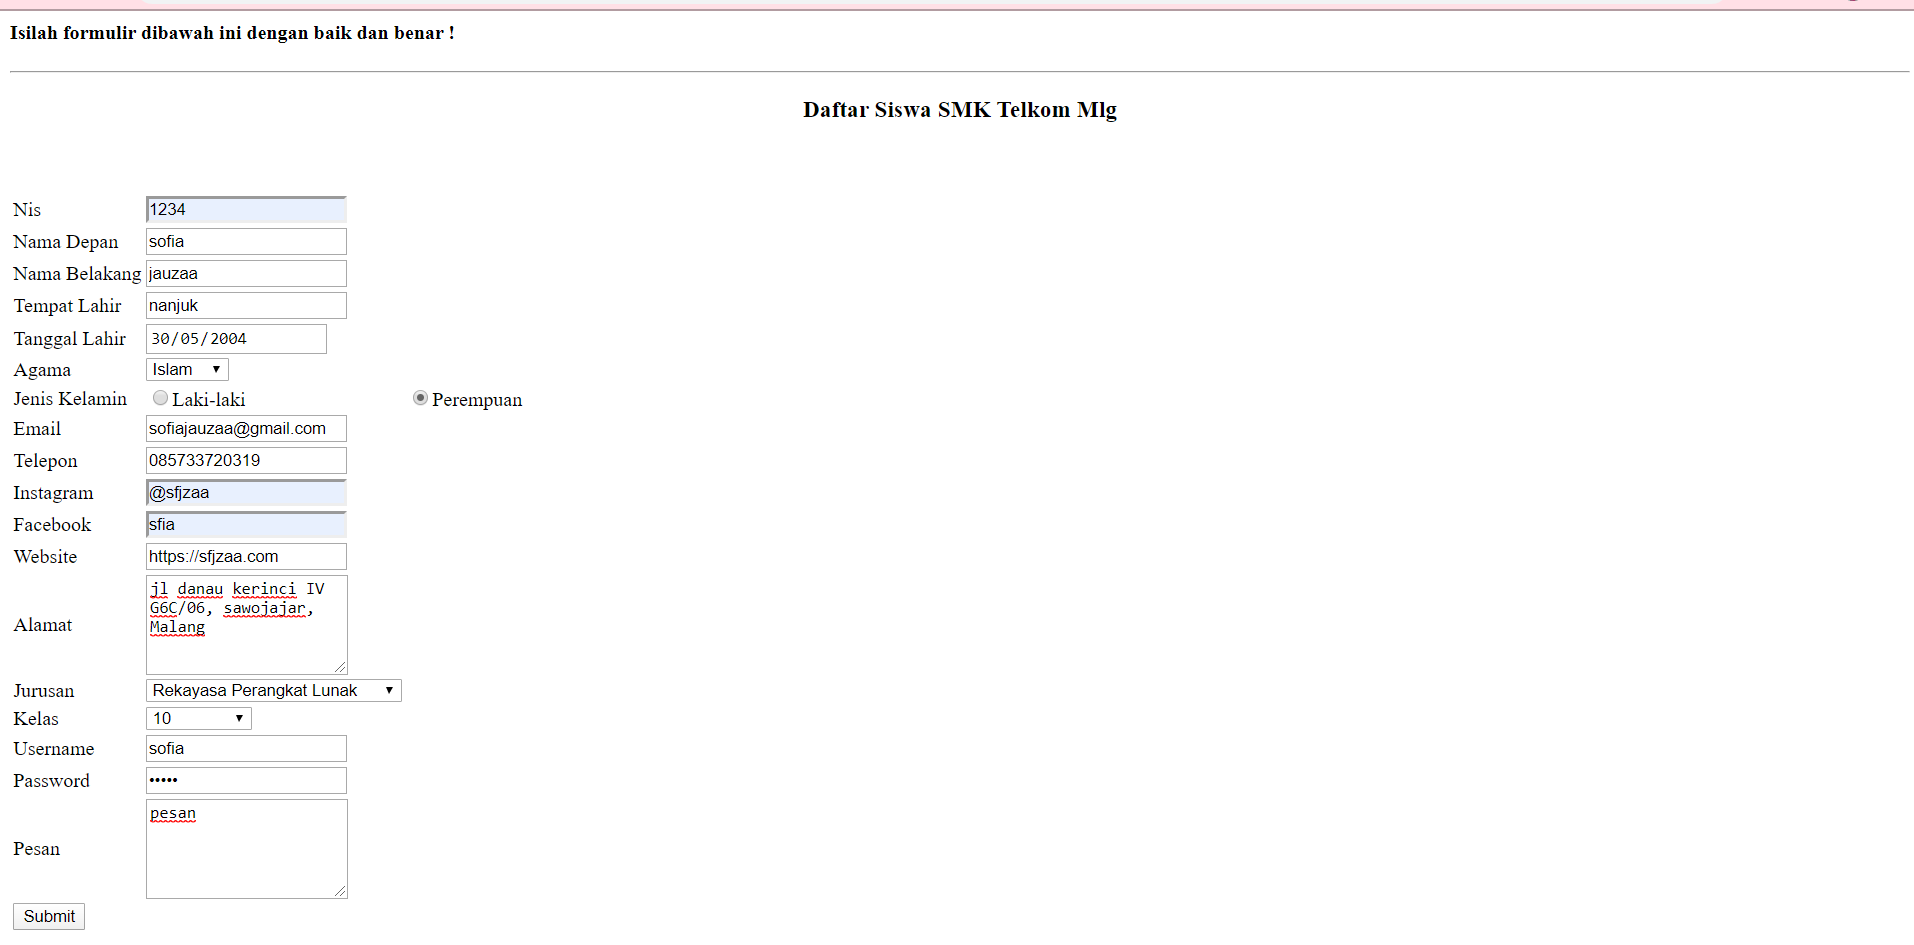 Isilah formulir dibawah ini dengan baik dan benar !
Daftar Siswa SMK Telkom Mlg
Nis 1234
Nama Depan sofia
Nama Belakang jauzaa
Tempat Lahir nanjuk
Tanggal Lahir 30/05/2004
Agama Islam
Jenis Kelamin Laki-laki Perempuan
Email sofiajauzaa@gmail.com
Telepon 085733720319
Instagram @sfjzaa
Facebook sfia
Website https://sfjzaa.com
Alamat jl danau kerinci IV
G6C/06, sawojajar,
Malang
Jurusan Rekayasa Perangkat Lunak
Kelas 10
Username sofia
Password •••••
Pesan pesan
Submit